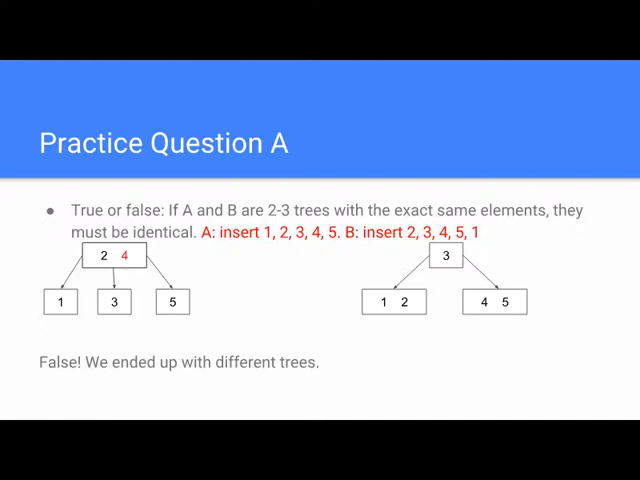 Practice Question A
● True or false: If A and B are 2-3 trees with the exact same elements, they
must be identical. A: insert 1, 2, 3, 4, 5. B: insert 2, 3, 4, 5, 1
2 4
3
1
3
5
1 2
4 5
False! We ended up with different trees.